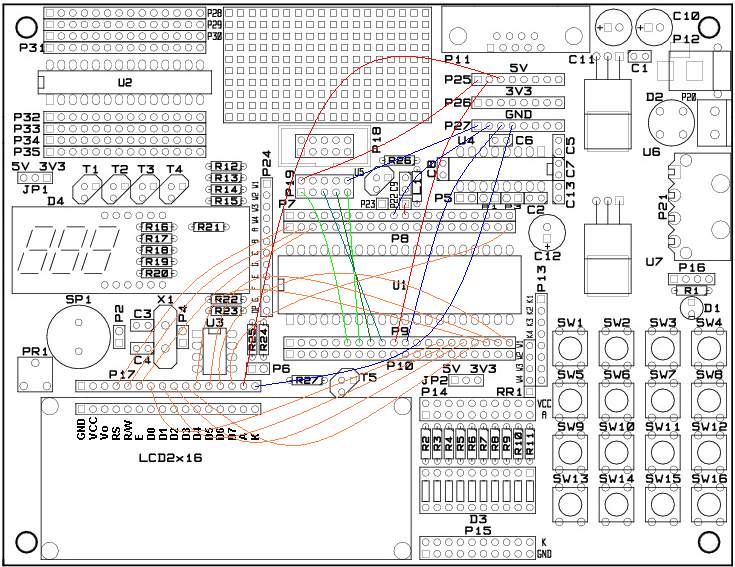 P28
P29
P30
P31
C10
P12
P11
C11
C1
5V
P25
U2
3V3
P26
D2
P20
GND
P27
P32
P33
P34
P35
P18
U4
C6
C5
U6
5V 3V3
JP1
T1 T2 T3 T4
R12
R13
R14
R15
P24
P19
U5
R26
C8
C7
P23
P22
C9
C13
P5
P21
D4
P7
C2
R16
R17
R18
R19
R20
R21
P8
C12
U7
U1
P13
P16
R1
D1
SP1
P2
C3
X1
P4
R22
R23
U3
C4
P9
K1
K2
K3
K4
SW1 SW2 SW3 SW4
PR1
P17
P6
R27
T5
P10
5V 3V3
JP2
RR1
SW5 SW6 SW7 SW8
P14
VCC
A
GND
VCC
Vo
RS
R/W
E
D0
D1
D2
D3
D4
D5
D6
D7
A
K
LCD2x16
R2
R3
R4
R5
R6
R7
R8
R9
R10
R11
SW9 SW10 SW11 SW12
SW13 SW14 SW15 SW16
D3
P15
K
GND